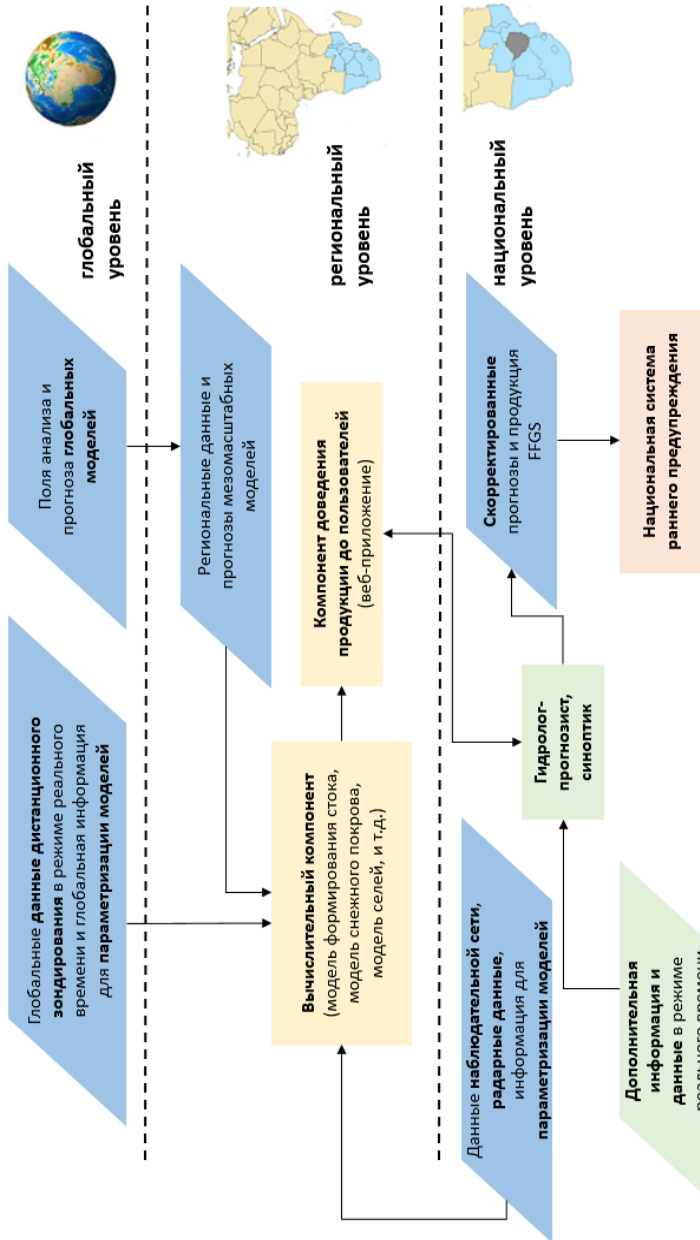 Глобальные данные дистанционного
зондирования в режиме реального
времени и глобальная информация
для параметризации моделей
Поля анализа и
прогноза глобальных
моделей
глобальный
уровень
Региональные данные и
прогнозы мезомасштабных
моделей
Вычислительный компонент
(модель формирования стока,
модель снежного покрова,
модель селей, и т.д.)
Компонент доведения
продукции до пользователей
(веб-приложение)
региональный
уровень
Данные наблюдательной сети,
радарные данные,
информация для
параметризации моделей
Гидролог-
прогнозист,
синоптик
Скорректированные
прогнозы и продукция
FFGS
национальный
уровень
Дополнительная
информация и
данные в режиме
реального времени
Национальная система
раннего предупреждения